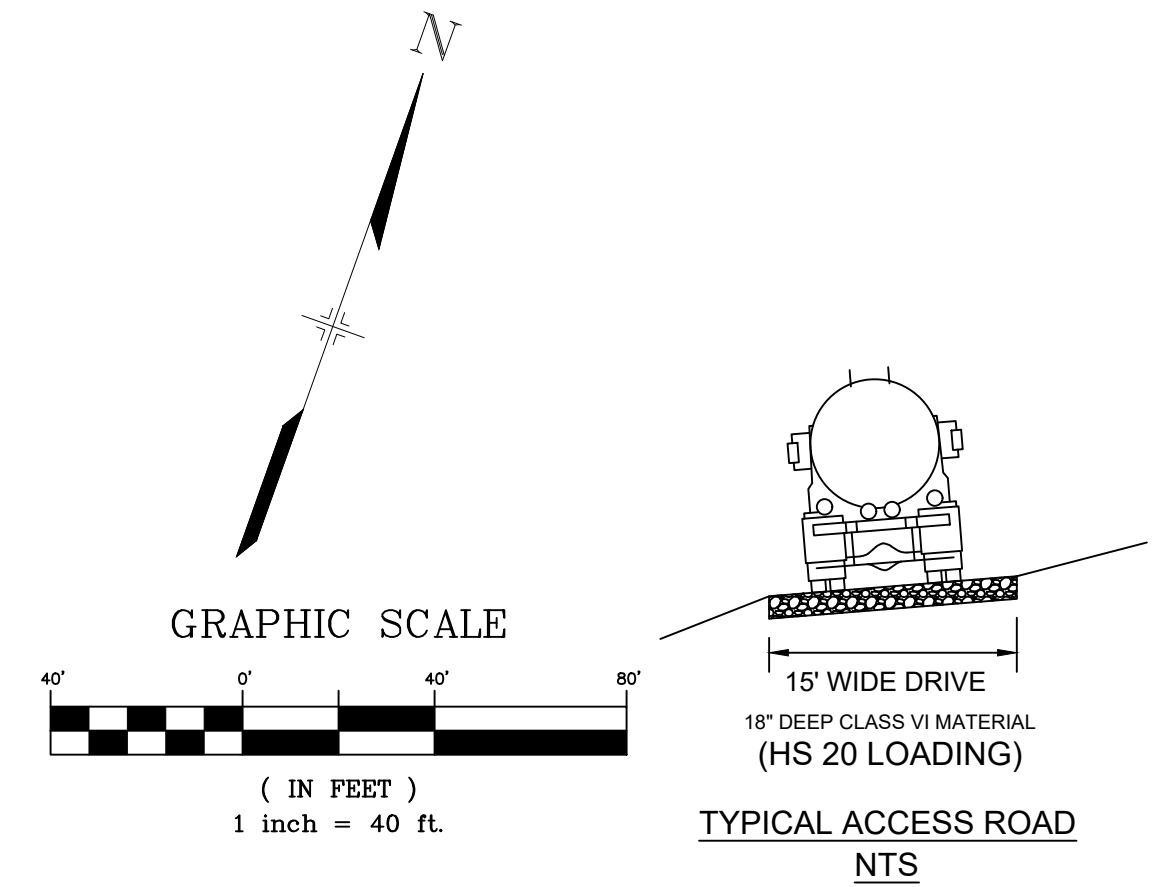 N
GRAPHIC SCALE
40' 0' 40' 80'
( IN FEET )
1 inch = 40 ft.
15' WIDE DRIVE
18" DEEP CLASS VI MATERIAL
(HS 20 LOADING)
TYPICAL ACCESS ROAD
NTS